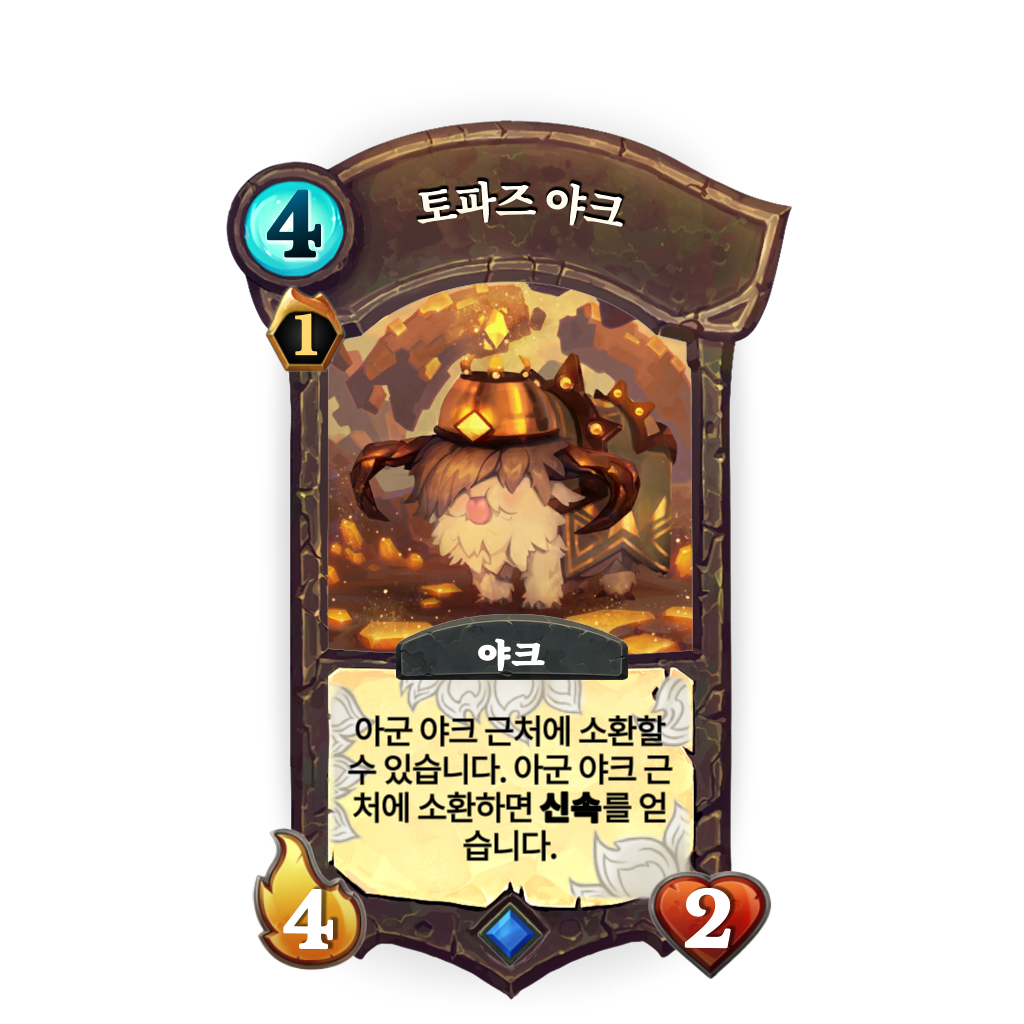 4
토파즈 야크
1
야크
아군 야크 근처에 소환할
수 있습니다. 아군 야크 근
처에 소환하면 신속를 얻
습니다.
4
2